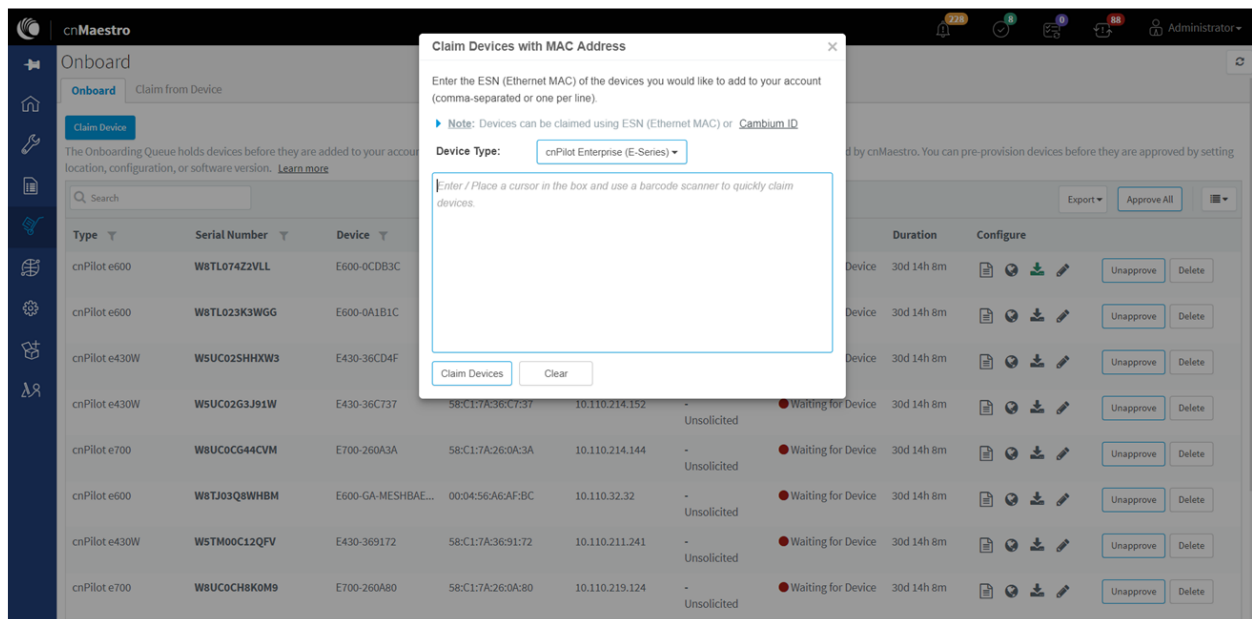 cnMaestro
228
8
0
88
Administrator
Onboard
Onboard Claim from Device
Claim Device
The Onboarding Queue holds devices before they are added to your accour
d by cnMaestro. You can pre-provision devices before they are approved by setting
location, configuration, or software version. Learn more
Search
Export
Approve All
Claim Devices with MAC Address
Enter the ESN (Ethernet MAC) of the devices you would like to add to your account
(comma-separated or one per line).
Note: Devices can be claimed using ESN (Ethernet MAC) or Cambium ID
Device Type: cnPilot Enterprise (E-Series)
Enter / Place a cursor in the box and use a barcode scanner to quickly claim
devices.
Claim Devices Clear
Type Serial Number Device Duration Configure
cnPilot e600 W8TL074Z2VLL E600-0CDB3C Device 30d 14h 8m Unapprove Delete
cnPilot e600 W8TL023K3WGG E600-0A1B1C Device 30d 14h 8m Unapprove Delete
cnPilot e430W W5UC02SHHXW3 E430-36CD4F Device 30d 14h 8m Unapprove Delete
cnPilot e430W W5UC02G3J91W E430-36C737 58:C1:7A:36:C7:37 10.110.214.152 - Waiting for Device 30d 14h 8m Unapprove Delete
Unsolicited
cnPilot e700 W8UC0CG44CVM E700-260A3A 58:C1:7A:26:0A:3A 10.110.214.144 - Waiting for Device 30d 14h 8m Unapprove Delete
Unsolicited
cnPilot e600 W8TJ03Q8WHBM E600-GA-MESHBAE... 00:04:56:A6:AF:BC 10.110.32.32 - Waiting for Device 30d 14h 8m Unapprove Delete
Unsolicited
cnPilot e430W W5TM00C12QFV E430-369172 58:C1:7A:36:91:72 10.110.211.241 - Waiting for Device 30d 14h 8m Unapprove Delete
Unsolicited
cnPilot e700 W8UC0CH8K0M9 E700-260A80 58:C1:7A:26:0A:80 10.110.219.124 - Waiting for Device 30d 14h 8m Unapprove Delete
Unsolicited